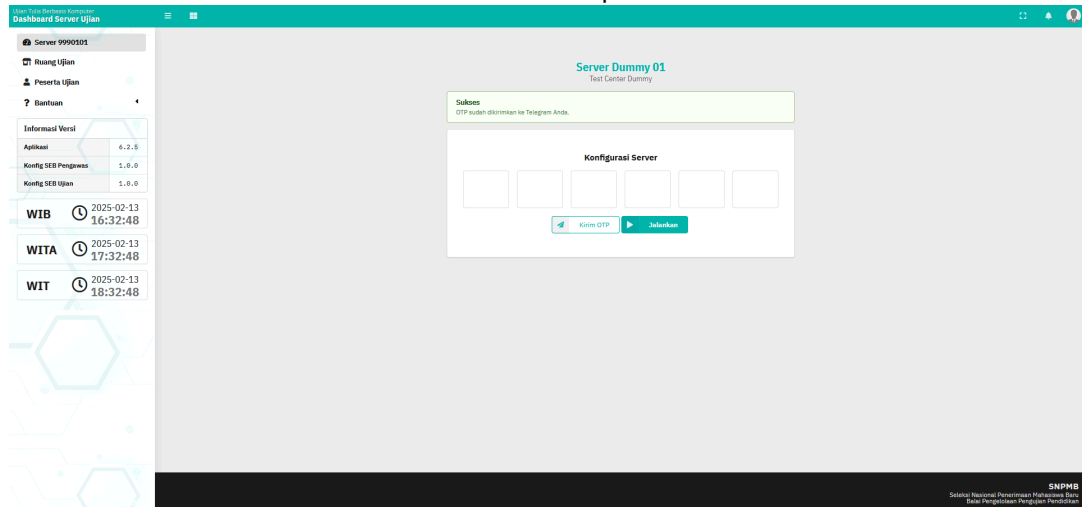 Ujian Tulis Berbasis Komputer
Dashboard Server Ujian
Server 9990101
Ruang Ujian
Peserta Ujian
? Bantuan
Informasi Versi
Aplikasi 6.2.5
Konfig SEB Pengawas 1.0.0
Konfig SEB Ujian 1.0.0
WIB 2025-02-13
16:32:48
WITA 2025-02-13
17:32:48
WIT 2025-02-13
18:32:48
Server Dummy 01
Test Center Dummy
Sukses
OTP sudah dikirimkan ke Telegram Anda.
Konfigurasi Server
Kirim OTP
Jalankan
SNPMB
Seleksi Nasional Penerimaan Mahasiswa Baru
Balai Pengelolaan Pengujian Pendidikan